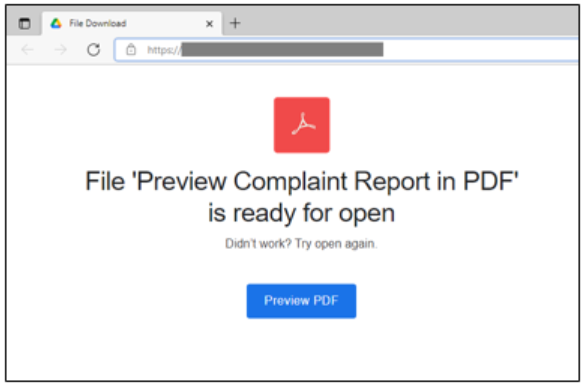 File Download
https://
File 'Preview Complaint Report in PDF'
is ready for open
Didn't work? Try open again.
Preview PDF